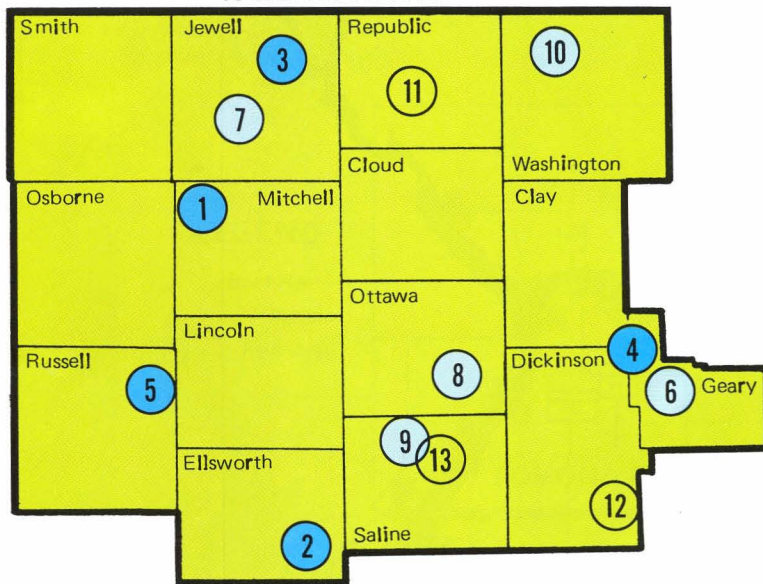 Smith
Jewell
Republic
3
10
11
7
Cloud
Washington
Osborne
Mitchell
Clay
1
Ottawa
Lincoln
Russell
Dickinson
4
5
8
6
Geary
9
13
Ellsworth
12
Saline
2